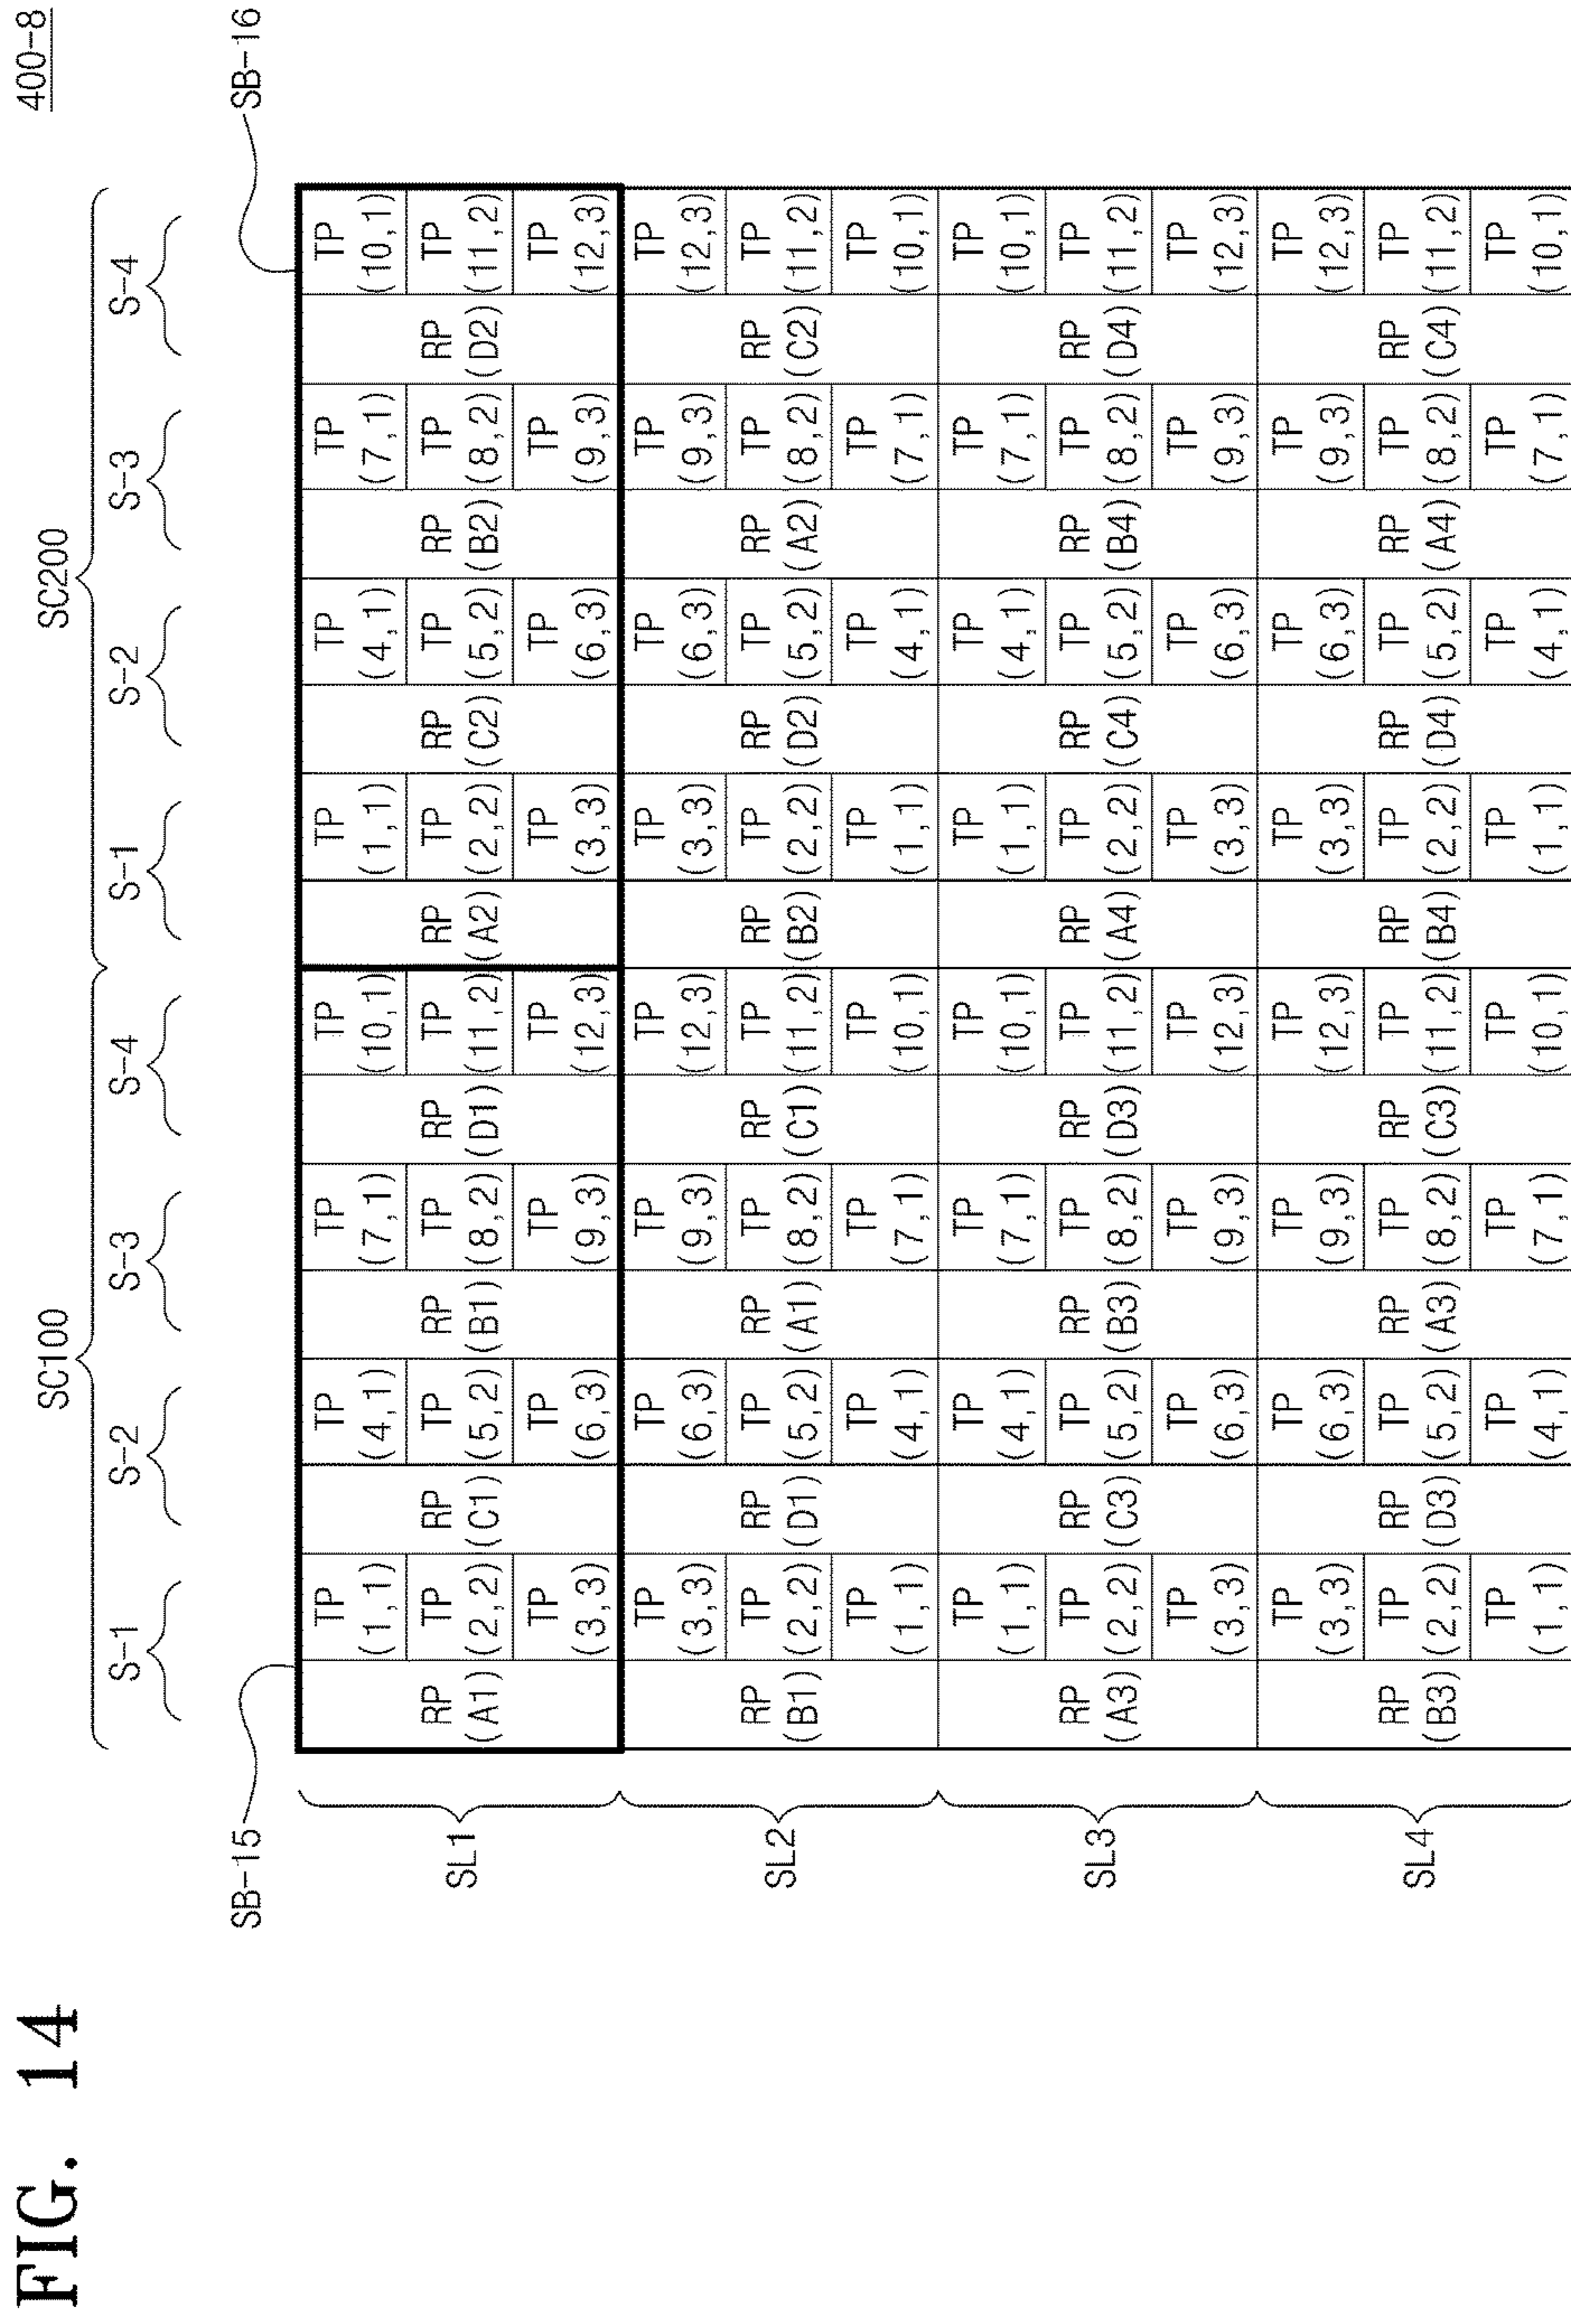 FIG. 14
400-8
SC100 SC200
S-1 S-2 S-3 S-4 S-1 S-2 S-3 S-4
SB-15 SB-16
SL1
TP TP TP TP TP TP TP TP
(1,1) (4,1) (7,1) (10,1) (1,1) (4,1) (7,1) (10,1)
RP TP RP TP RP TP RP TP RP TP RP TP RP TP RP TP
(A1) (2,2) (C1) (5,2) (B1) (8,2) (D1) (11,2) (A2) (2,2) (C2) (5,2) (B2) (8,2) (D2) (11,2)
TP TP TP TP TP TP TP TP
(3,3) (6,3) (9,3) (12,3) (3,3) (6,3) (9,3) (12,3)
SL2
TP TP TP TP TP TP TP TP
(3,3) (6,3) (9,3) (12,3) (3,3) (6,3) (9,3) (12,3)
RP TP RP TP RP TP RP TP RP TP RP TP RP TP RP TP
(B1) (2,2) (D1) (5,2) (A1) (8,2) (C1) (11,2) (B2) (2,2) (D2) (5,2) (A2) (8,2) (C2) (11,2)
TP TP TP TP TP TP TP TP
(1,1) (4,1) (7,1) (10,1) (1,1) (4,1) (7,1) (10,1)
SL3
TP TP TP TP TP TP TP TP
(1,1) (4,1) (7,1) (10,1) (1,1) (4,1) (7,1) (10,1)
RP TP RP TP RP TP RP TP RP TP RP TP RP TP RP TP
(A3) (2,2) (C3) (5,2) (B3) (8,2) (D3) (11,2) (A4) (2,2) (C4) (5,2) (B4) (8,2) (D4) (11,2)
TP TP TP TP TP TP TP TP
(3,3) (6,3) (9,3) (12,3) (3,3) (6,3) (9,3) (12,3)
SL4
TP TP TP TP TP TP TP TP
(3,3) (6,3) (9,3) (12,3) (3,3) (6,3) (9,3) (12,3)
RP TP RP TP RP TP RP TP RP TP RP TP RP TP RP TP
(B3) (2,2) (D3) (5,2) (A3) (8,2) (C3) (11,2) (B4) (2,2) (D4) (5,2) (A4) (8,2) (C4) (11,2)
TP TP TP TP TP TP TP TP
(1,1) (4,1) (7,1) (10,1) (1,1) (4,1) (7,1) (10,1)